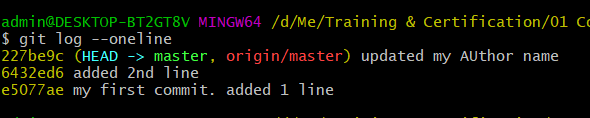 admin@DESKTOP-BT2GT8V MINGW64 /d/Me/Training & Certification/01 Co
$ git log --oneline
227be9c (HEAD -> master, origin/master) updated my AUthor name
6432ed6 added 2nd line
e5077ae my first commit. added 1 line